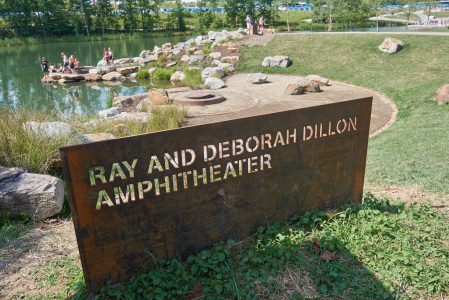 RAY AND DEBORAH DILLON
AMPHITHEATER